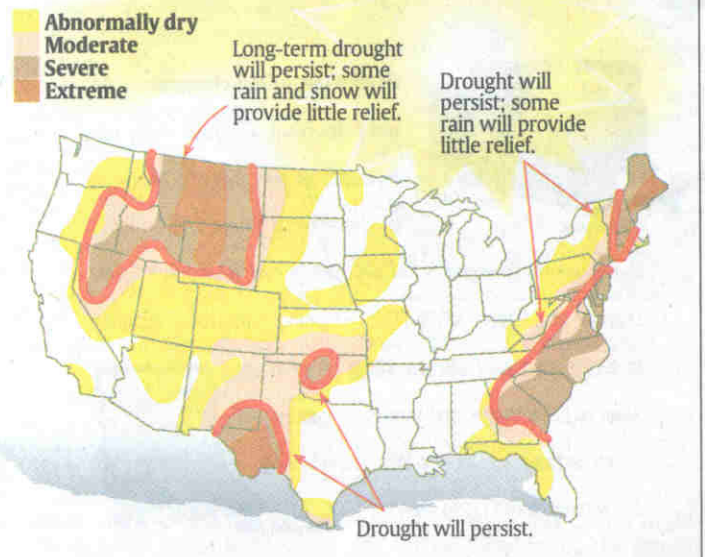 Abnormally dry
Moderate
Severe
Extreme
Long-term drought
will persist; some
rain and snow will
provide little relief.
Drought will
persist; some
rain will provide
little relief.
Drought will persist.